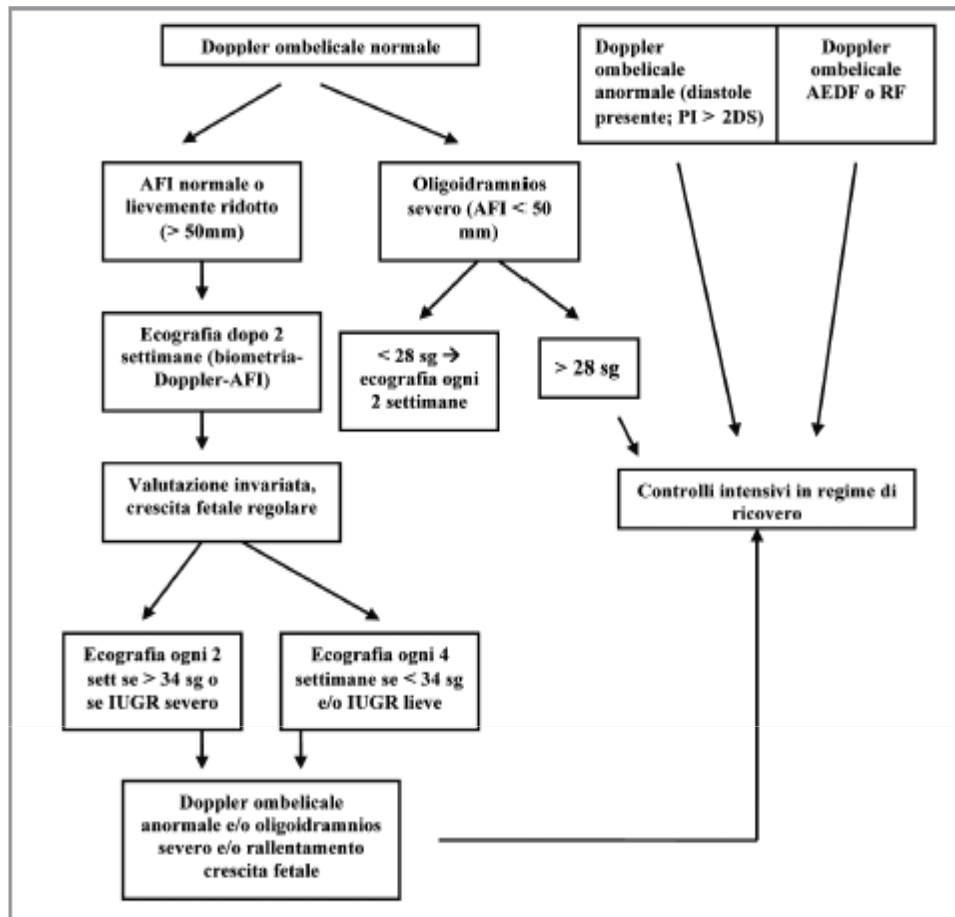 Doppler ombelicale normale
Doppler
ombelicale
anormale (diastole
presente; PI > 2DS)
Doppler
ombelicale
AEDF o RF
AFI normale o
lievemente ridotto
(> 50mm)
Oligoidramnios
severo (AFI < 50
mm)
Ecografia dopo 2
settimane (biometria-
Doppler-AFI)
< 28 sg →
ecografia ogni
2 settimane
> 28 sg
Valutazione invariata,
crescita fetale regolare
Controlli intensivi in regime di
ricovero
Ecografia ogni 2
sett se > 34 sg o
se IUGR severo
Ecografia ogni 4
settimane se < 34 sg
e/o IUGR lieve
Doppler ombelicale
anormale e/o oligoidramnios
severo e/o rallentamento
crescita fetale